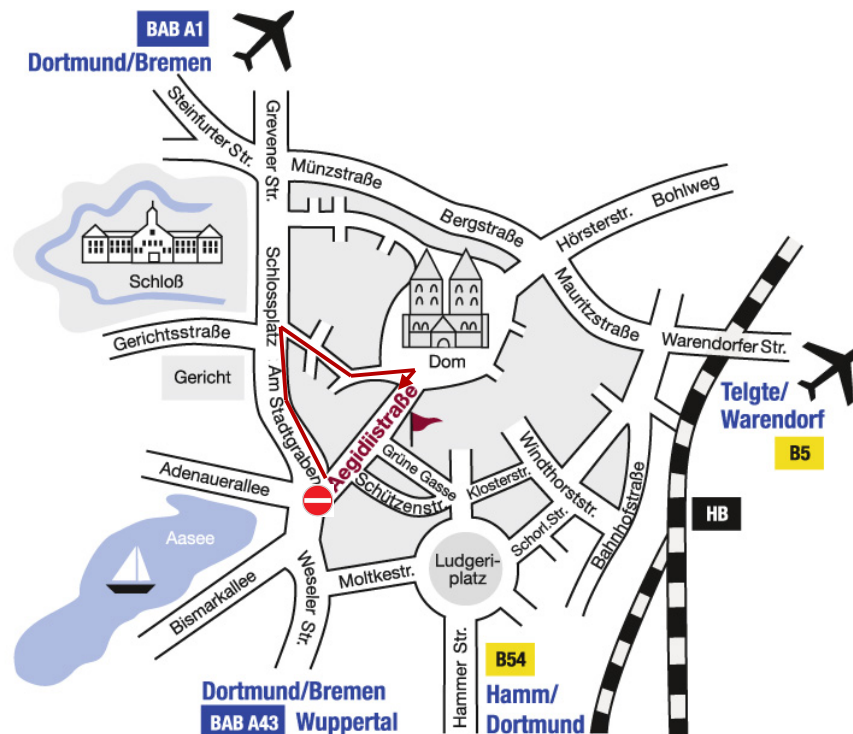 BAB A1
Dortmund/Bremen
Steinfurter Str.
Grevener Str.
Münzstraße
Bergstraße
Hörsterstr.
Bohlweg
Schloß
Schlossplatz
Mauritzstraße
Gerichtsstraße
Dom
Warendorfer Str.
Gericht
Am Stadtgraben
Aegidiistraße
Telgte/
Warendorf
B5
Grüne Gasse
Windthorststr.
Adenauerallee
Schützenstr.
Klosterstr.
Bahnhofstraße
HB
Aasee
Schorl.Str.
Weseler Str.
Moltkestr.
Ludgeri-
platz
Bismarkallee
Hammer Str.
B54
Hamm/
Dortmund
Dortmund/Bremen
BAB A43 Wuppertal